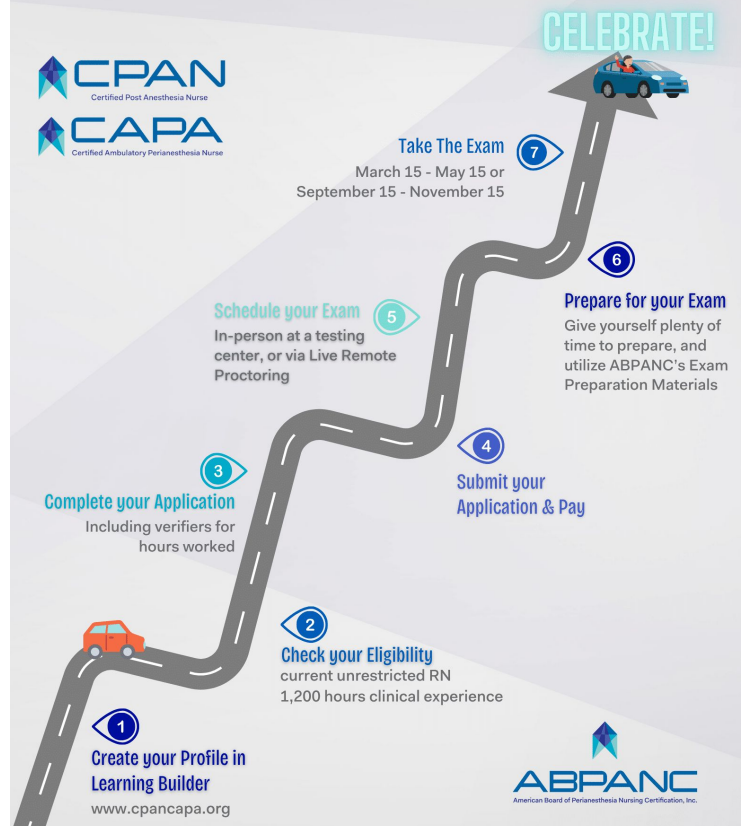 CELEBRATE!
CPAN
Certified Post Anesthesia Nurse
CAPA
Certified Ambulatory Perianesthesia Nurse
Take The Exam
7
March 15 - May 15 or
September 15 - November 15
6
Prepare for your Exam
Give yourself plenty of
time to prepare, and
utilize ABPANC's Exam
Preparation Materials
Schedule your Exam
5
In-person at a testing
center, or via Live Remote
Proctoring
4
Submit your
Application & Pay
3
Complete your Application
Including verifiers for
hours worked
2
Check your Eligibility
current unrestricted RN
1,200 hours clinical experience
1
Create your Profile in
Learning Builder
www.cpancapa.org
ABPANC
American Board of Perianesthesia Nursing Certification, Inc.